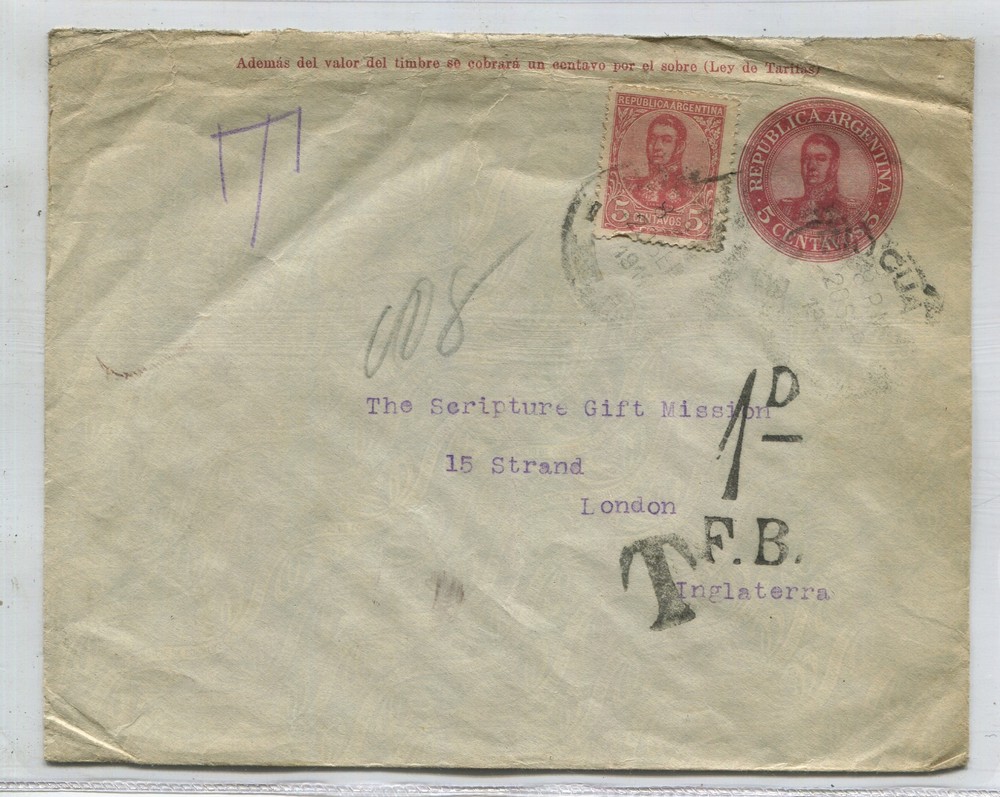 Además del valor del timbre se cobrará un centavo por el sobre (Ley de Tarifas)
T
REPUBLICA ARGENTINA
5 CENTAVOS 5
REPUBLICA ARGENTINA
5 CENTAVOS 5
608
1D
The Scripture Gift Mission
15 Strand
London
F.B.
T
Inglaterra